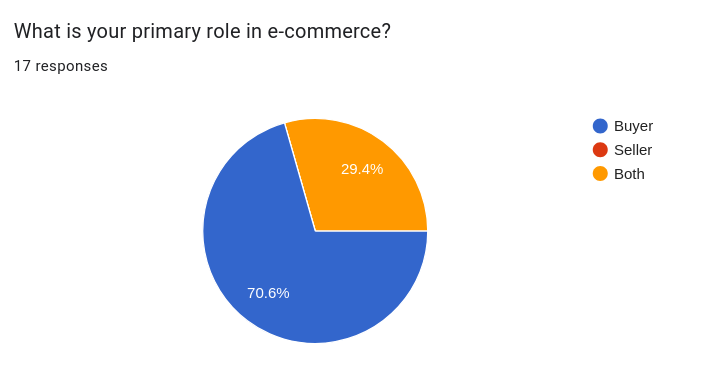 What is your primary role in e-commerce?
17 responses
Buyer
Seller
Both
29.4%
70.6%